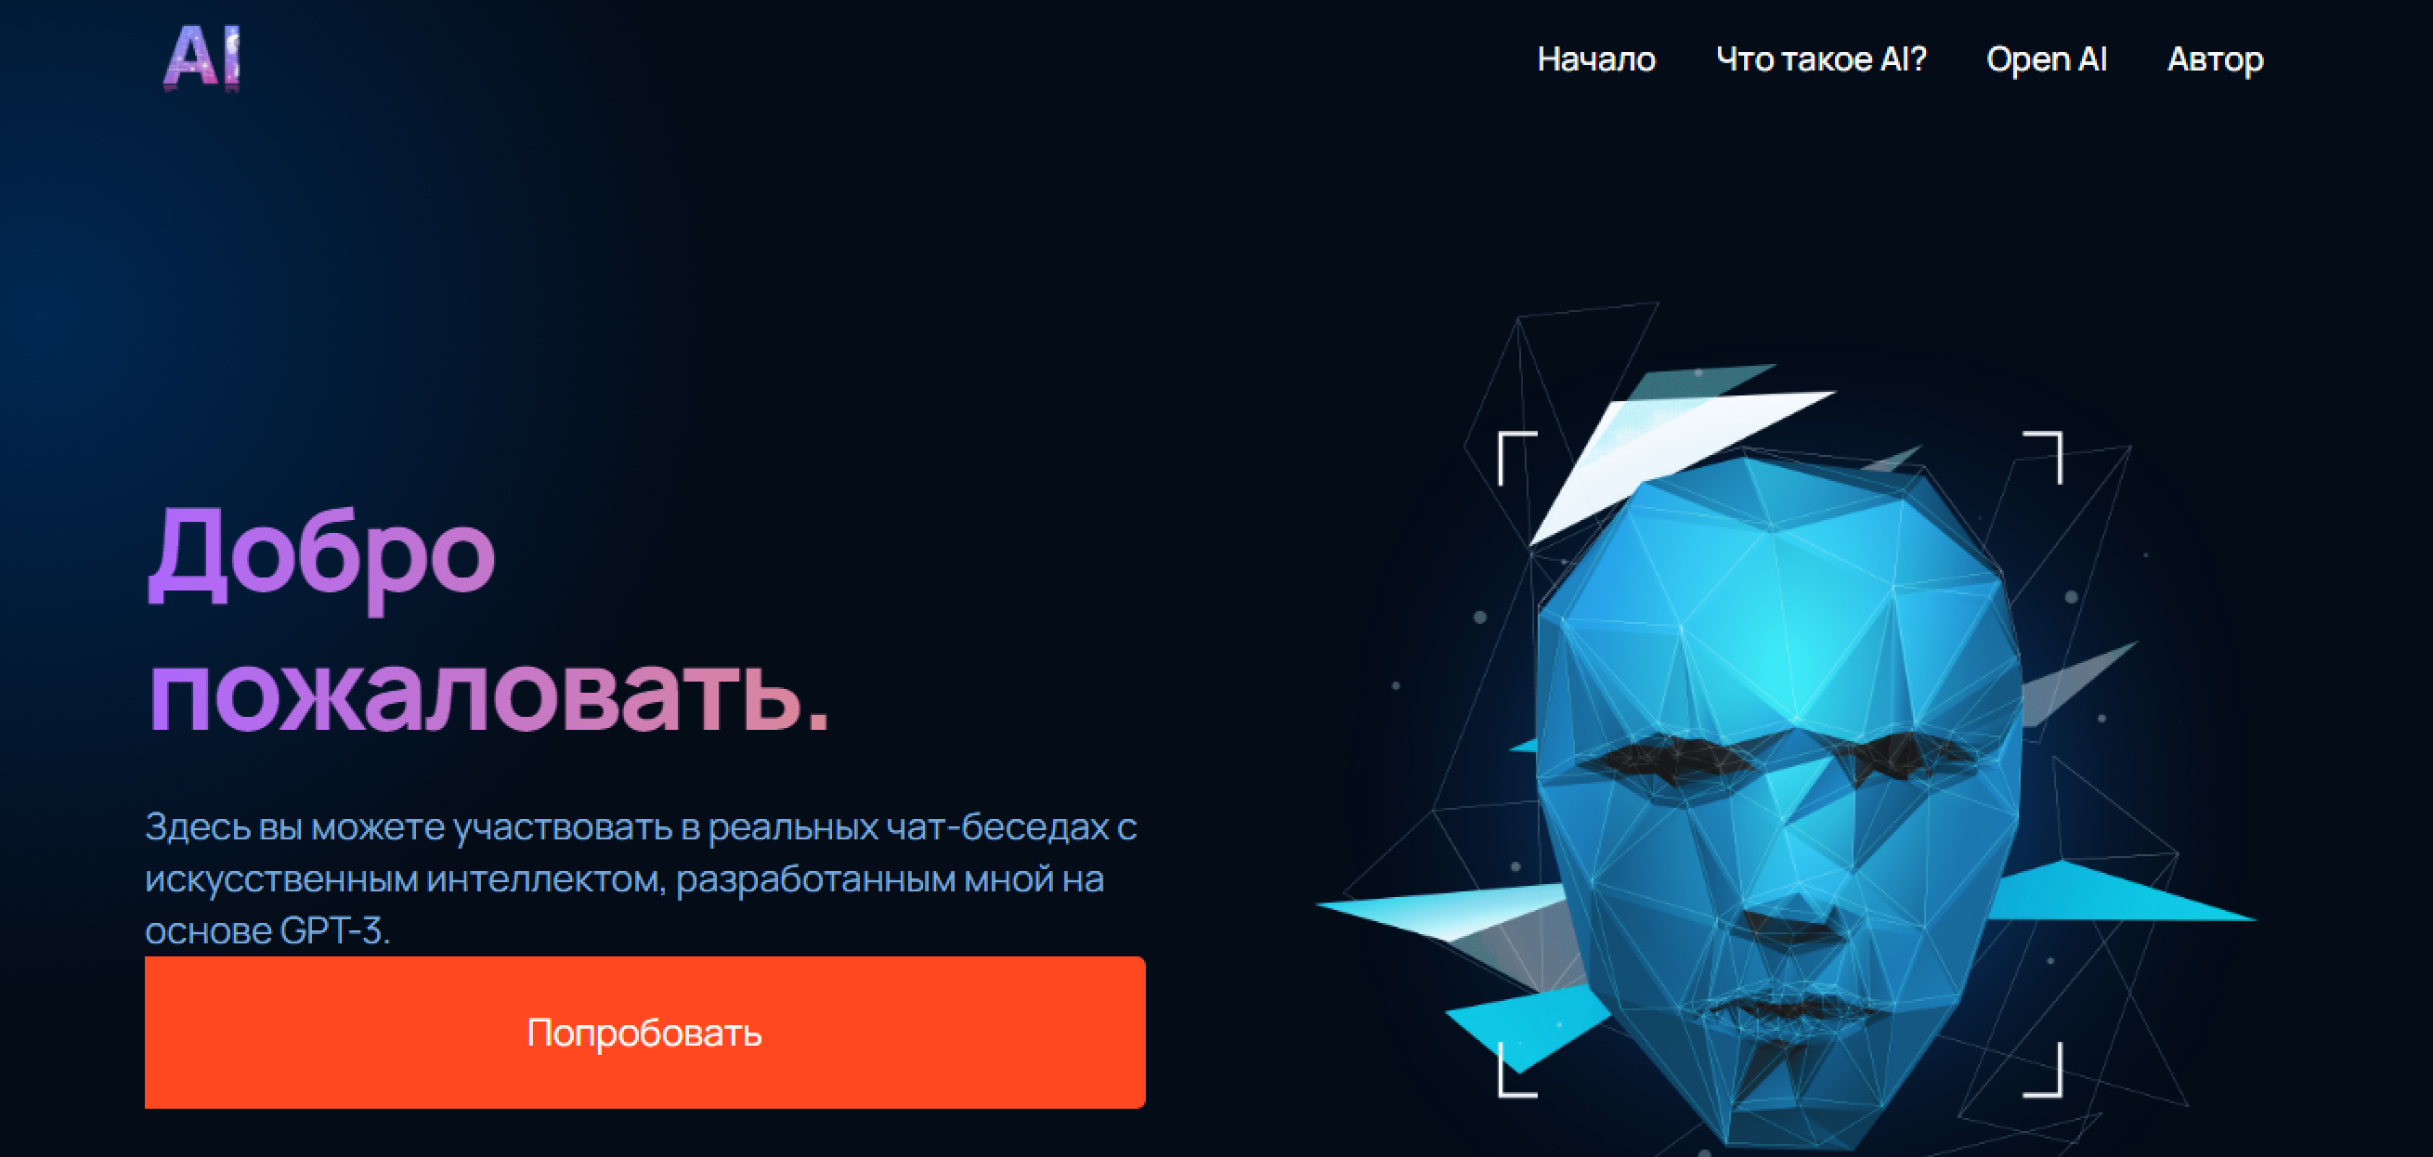 AI
Начало Что такое AI? Open AI Автор
Добро
пожаловать.
Здесь вы можете участвовать в реальных чат-беседах с
искусственным интеллектом, разработанным мной на
основе GPT-3.
Попробовать